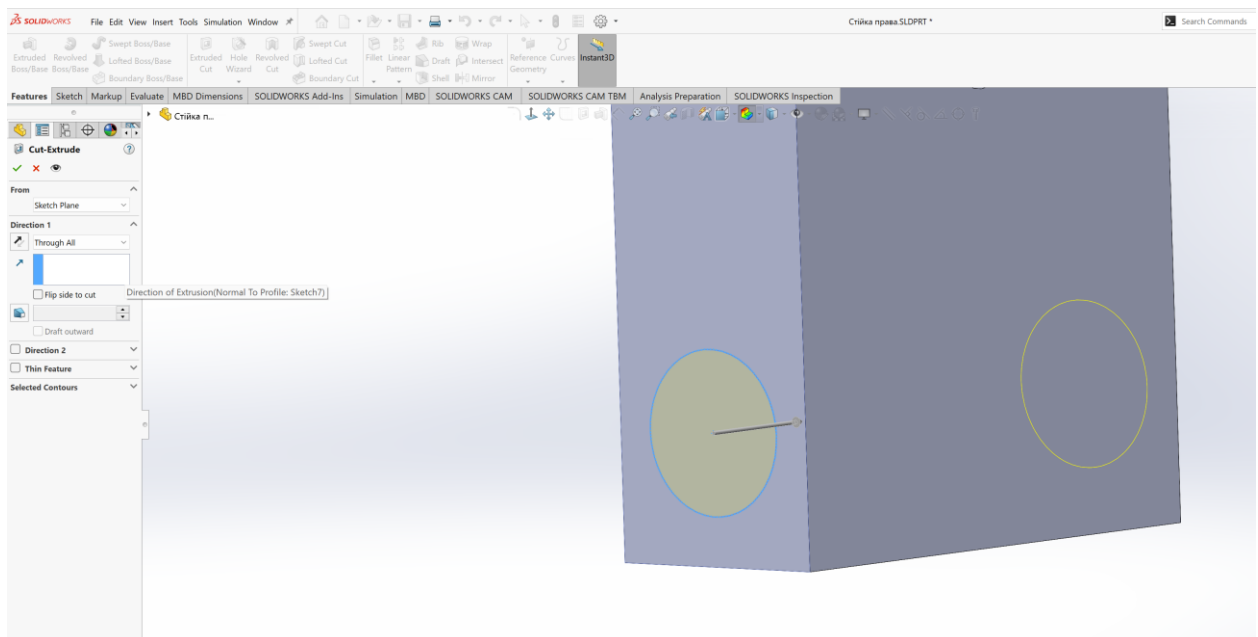 SOLIDWORKS File Edit View Insert Tools Simulation Window Стійка права.SLDPRT * Search Commands
Extruded Boss/Base Revolved Boss/Base Swept Boss/Base Lofted Boss/Base Boundary Boss/Base Extruded Cut Hole Wizard Revolved Cut Swept Cut Lofted Cut Boundary Cut Fillet Linear Pattern Rib Draft Shell Wrap Intersect Mirror Reference Geometry Curves Instant3D
Features Sketch Markup Evaluate MBD Dimensions SOLIDWORKS Add-Ins Simulation MBD SOLIDWORKS CAM SOLIDWORKS CAM TBM Analysis Preparation SOLIDWORKS Inspection
Стійка п...
Cut-Extrude
From
Sketch Plane
Direction 1
Through All
Flip side to cut
Direction of Extrusion(Normal To Profile: Sketch7)
Draft outward
Direction 2
Thin Feature
Selected Contours